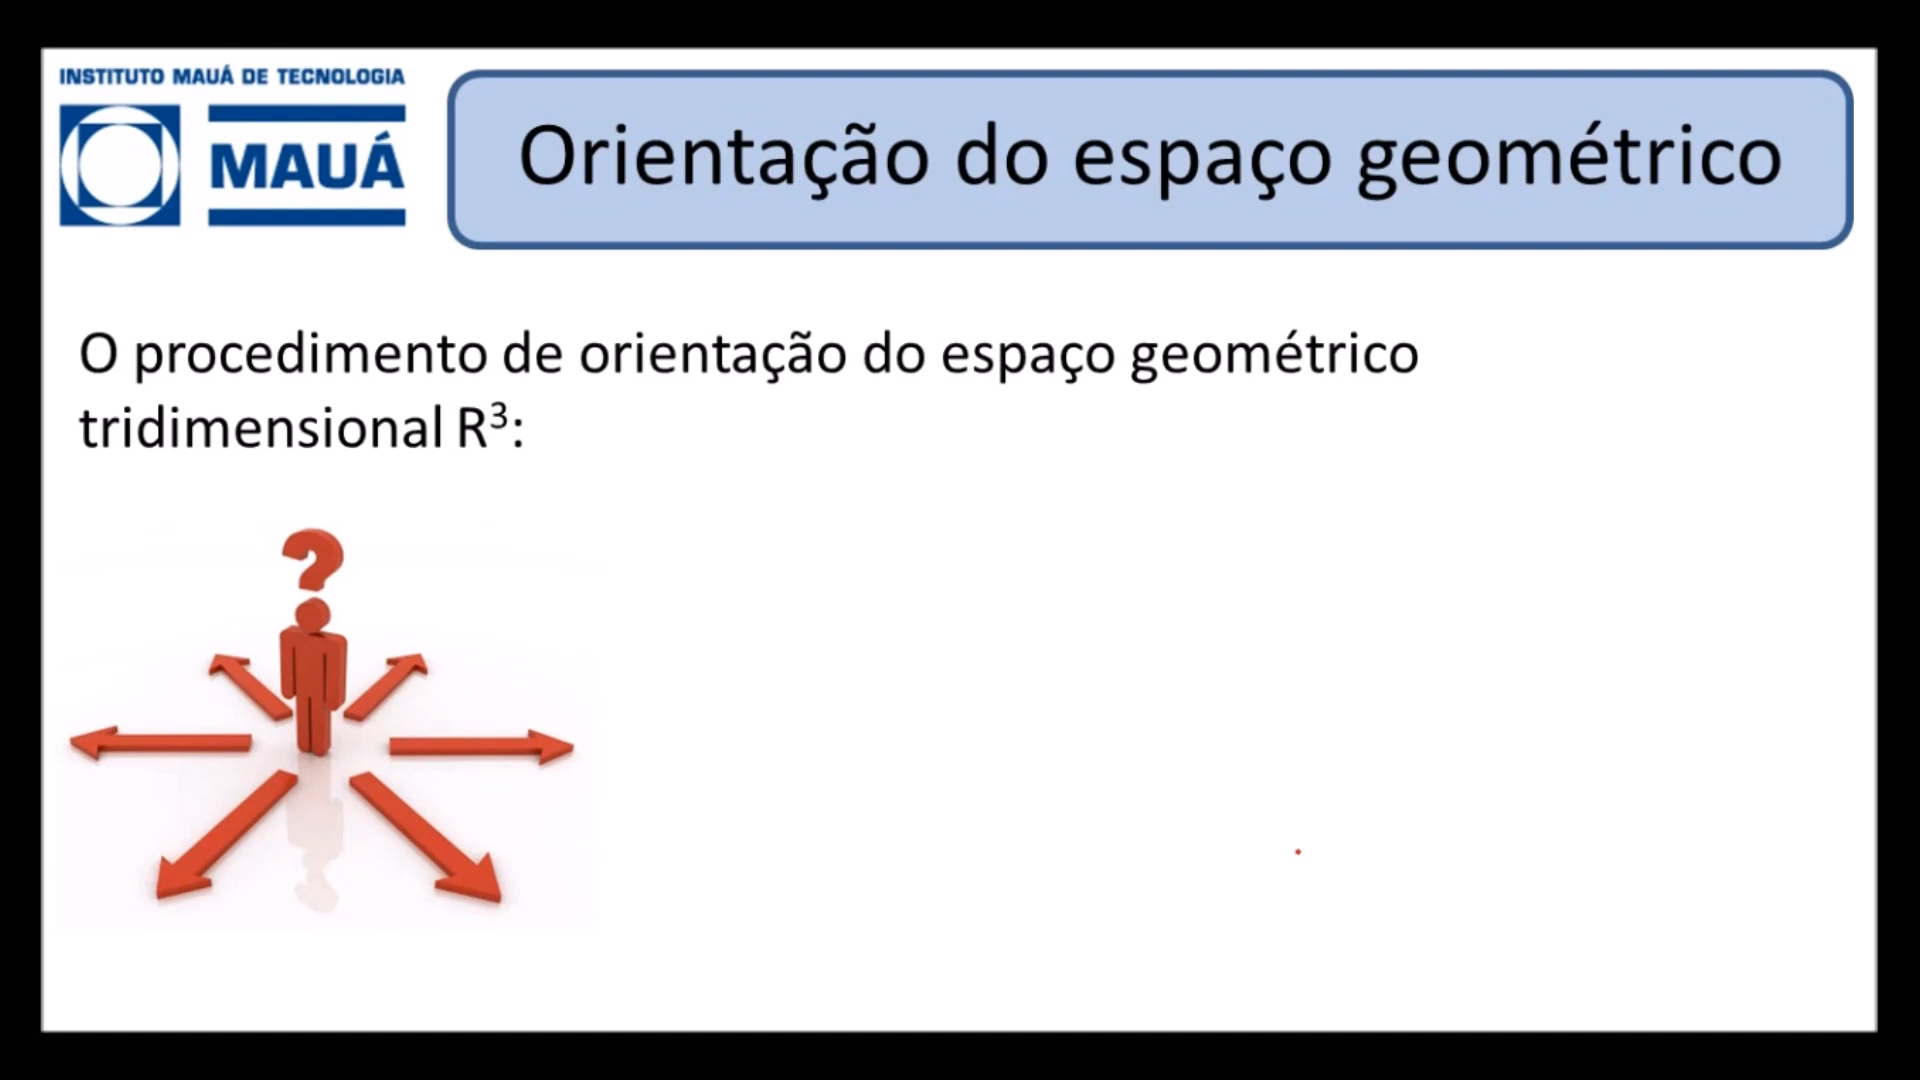 INSTITUTO MAUÁ DE TECNOLOGIA
MAUÁ
Orientação do espaço geométrico
O procedimento de orientação do espaço geométrico
tridimensional R³:
?